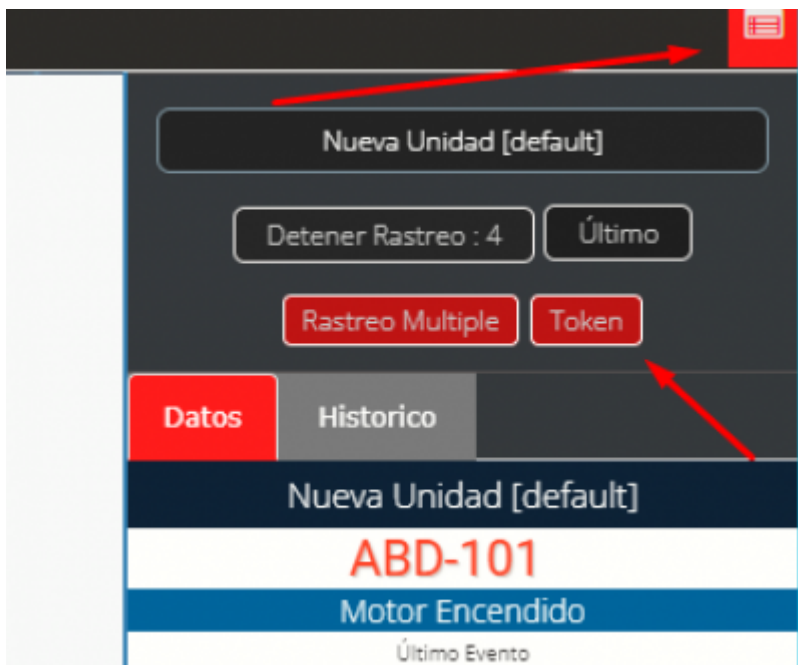 Nueva Unidad [default]
Detener Rastreo : 4 Último
Rastreo Multiple Token
Datos Historico
Nueva Unidad [default]
ABD-101
Motor Encendido
Último Evento